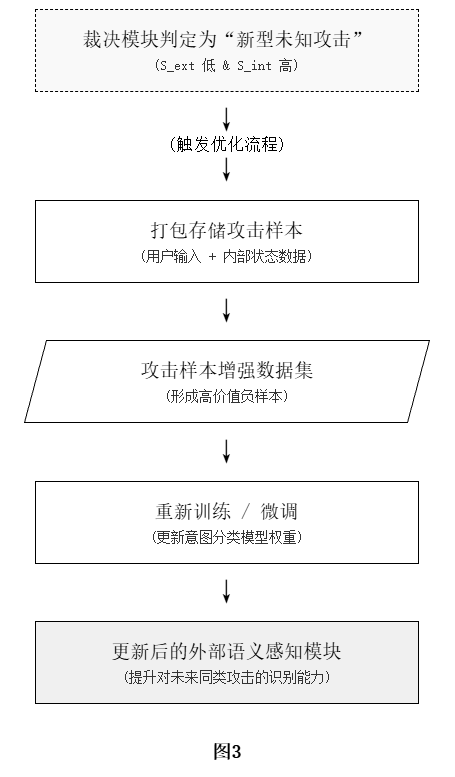 裁决模块判定为“新型未知攻击”
(S_ext 低 & S_int 高)
(触发优化流程)
打包存储攻击样本
(用户输入 + 内部状态数据)
攻击样本增强数据集
(形成高价值负样本)
重新训练 / 微调
(更新意图分类模型权重)
更新后的外部语义感知模块
(提升对未来同类攻击的识别能力)
图3